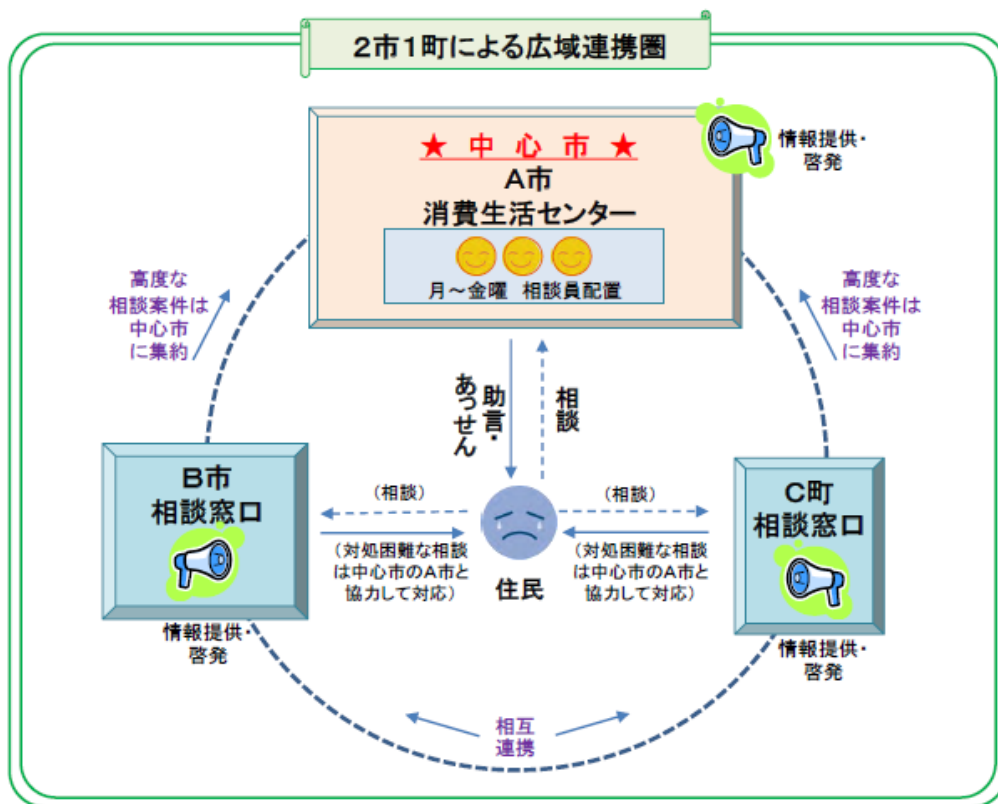 2市1町による広域連携圏
★ 中 心 市 ★
A市
消費生活センター
月～金曜 相談員配置
情報提供・
啓発
高度な
相談案件は
中心市
に集約
高度な
相談案件は
中心市
に集約
助言・
あっせん
相談
B市
相談窓口
情報提供・
啓発
（相談）
（対処困難な相談
は中心市のA市と
協力して対応）
住民
（相談）
（対処困難な相談
は中心市のA市と
協力して対応）
C町
相談窓口
情報提供・
啓発
相互
連携